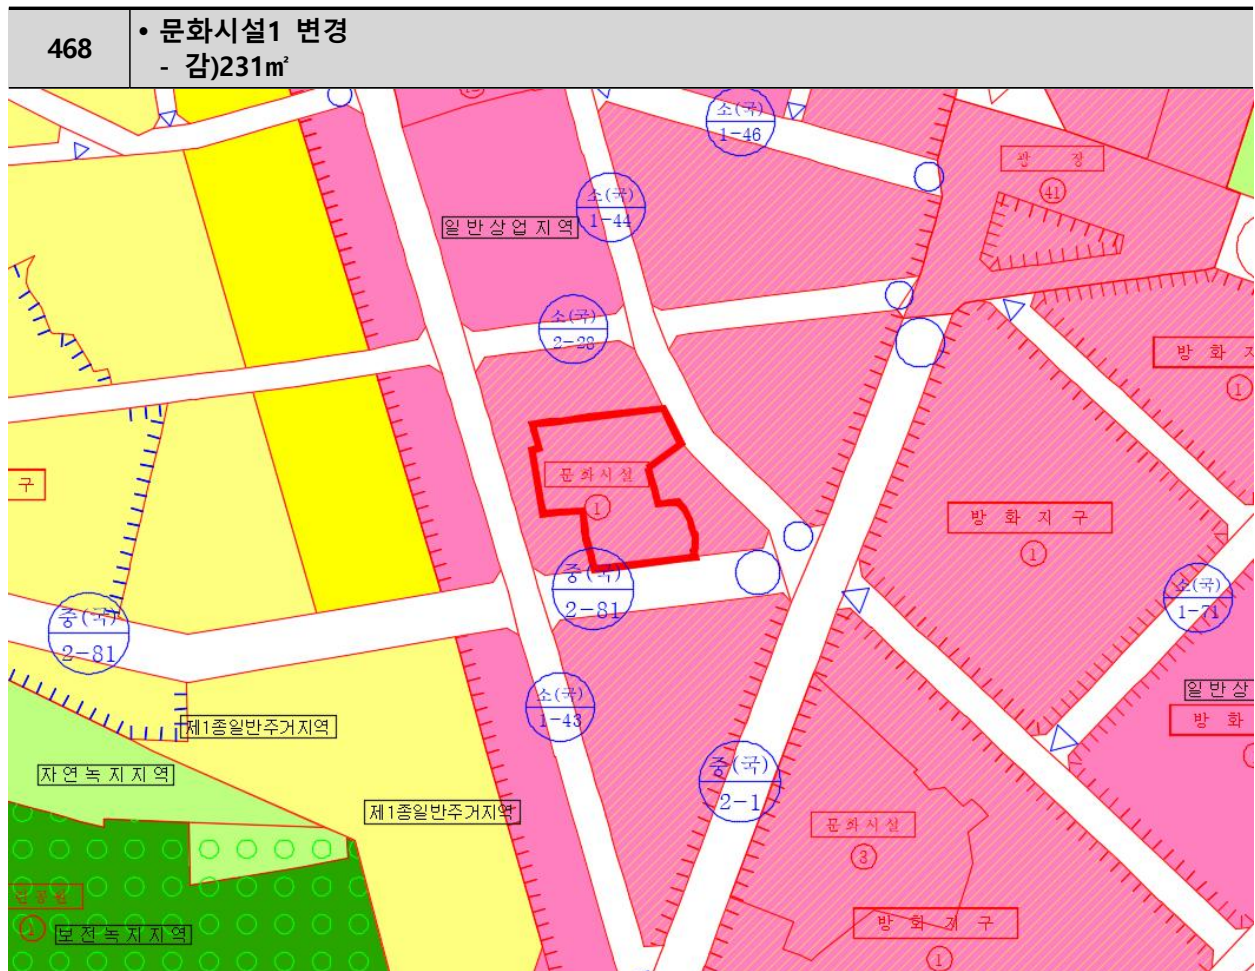 468
• 문화시설1 변경
- 감)231㎡
소(국)
1-46
광 장
41
소(국)
1-44
일반상업지역
소(국)
2-28
방 화
1
문화시설
1
구
방 화 지 구
1
중(국)
2-81
소(국)
1-71
중(국)
2-81
일반상
소(국)
1-43
방 화
제1종일반주거지역
중(국)
2-1
자연녹지지역
제1종일반주거지역
문화시설
3
1
보전녹지지역
방 화 지 구
1